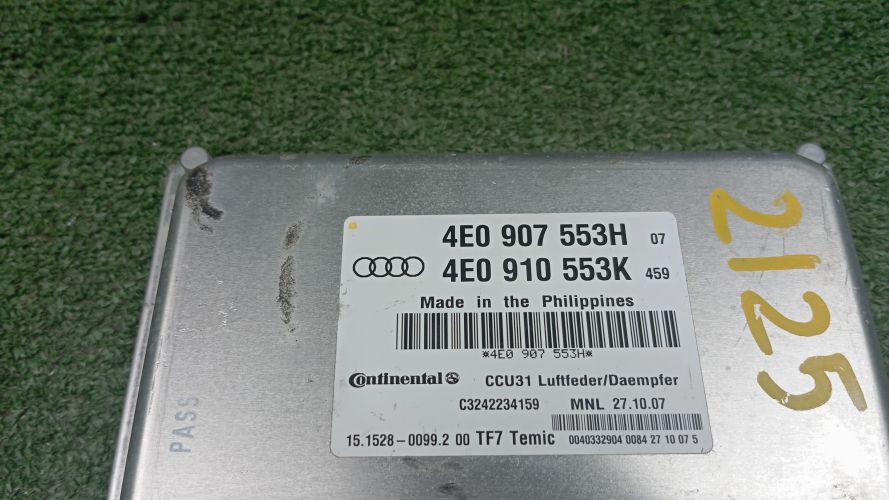 4E0 907 553H 07
4E0 910 553K 459
Made in the Philippines
*4E0 907 553H*
Continental CCU31 Luftfeder/Daempfer
C3242234159 MNL 27.10.07
15.1528-0099.2 00 TF7 Temic 0040332904 0084 27 10 07 5
2125
PASS